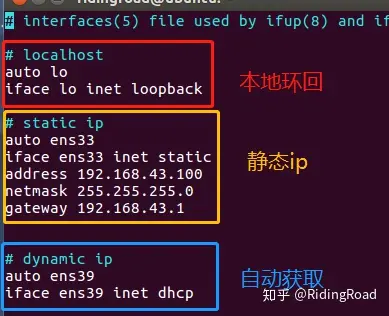 RidingRoad@ubuntu:
# interfaces(5) file used by ifup(8) and if
# localhost
auto lo
iface lo inet loopback
本地环回
# static ip
auto ens33
iface ens33 inet static
address 192.168.43.100
netmask 255.255.255.0
gateway 192.168.43.1
静态ip
# dynamic ip
auto ens39
iface ens39 inet dhcp
自动获取
知乎 @RidingRoad